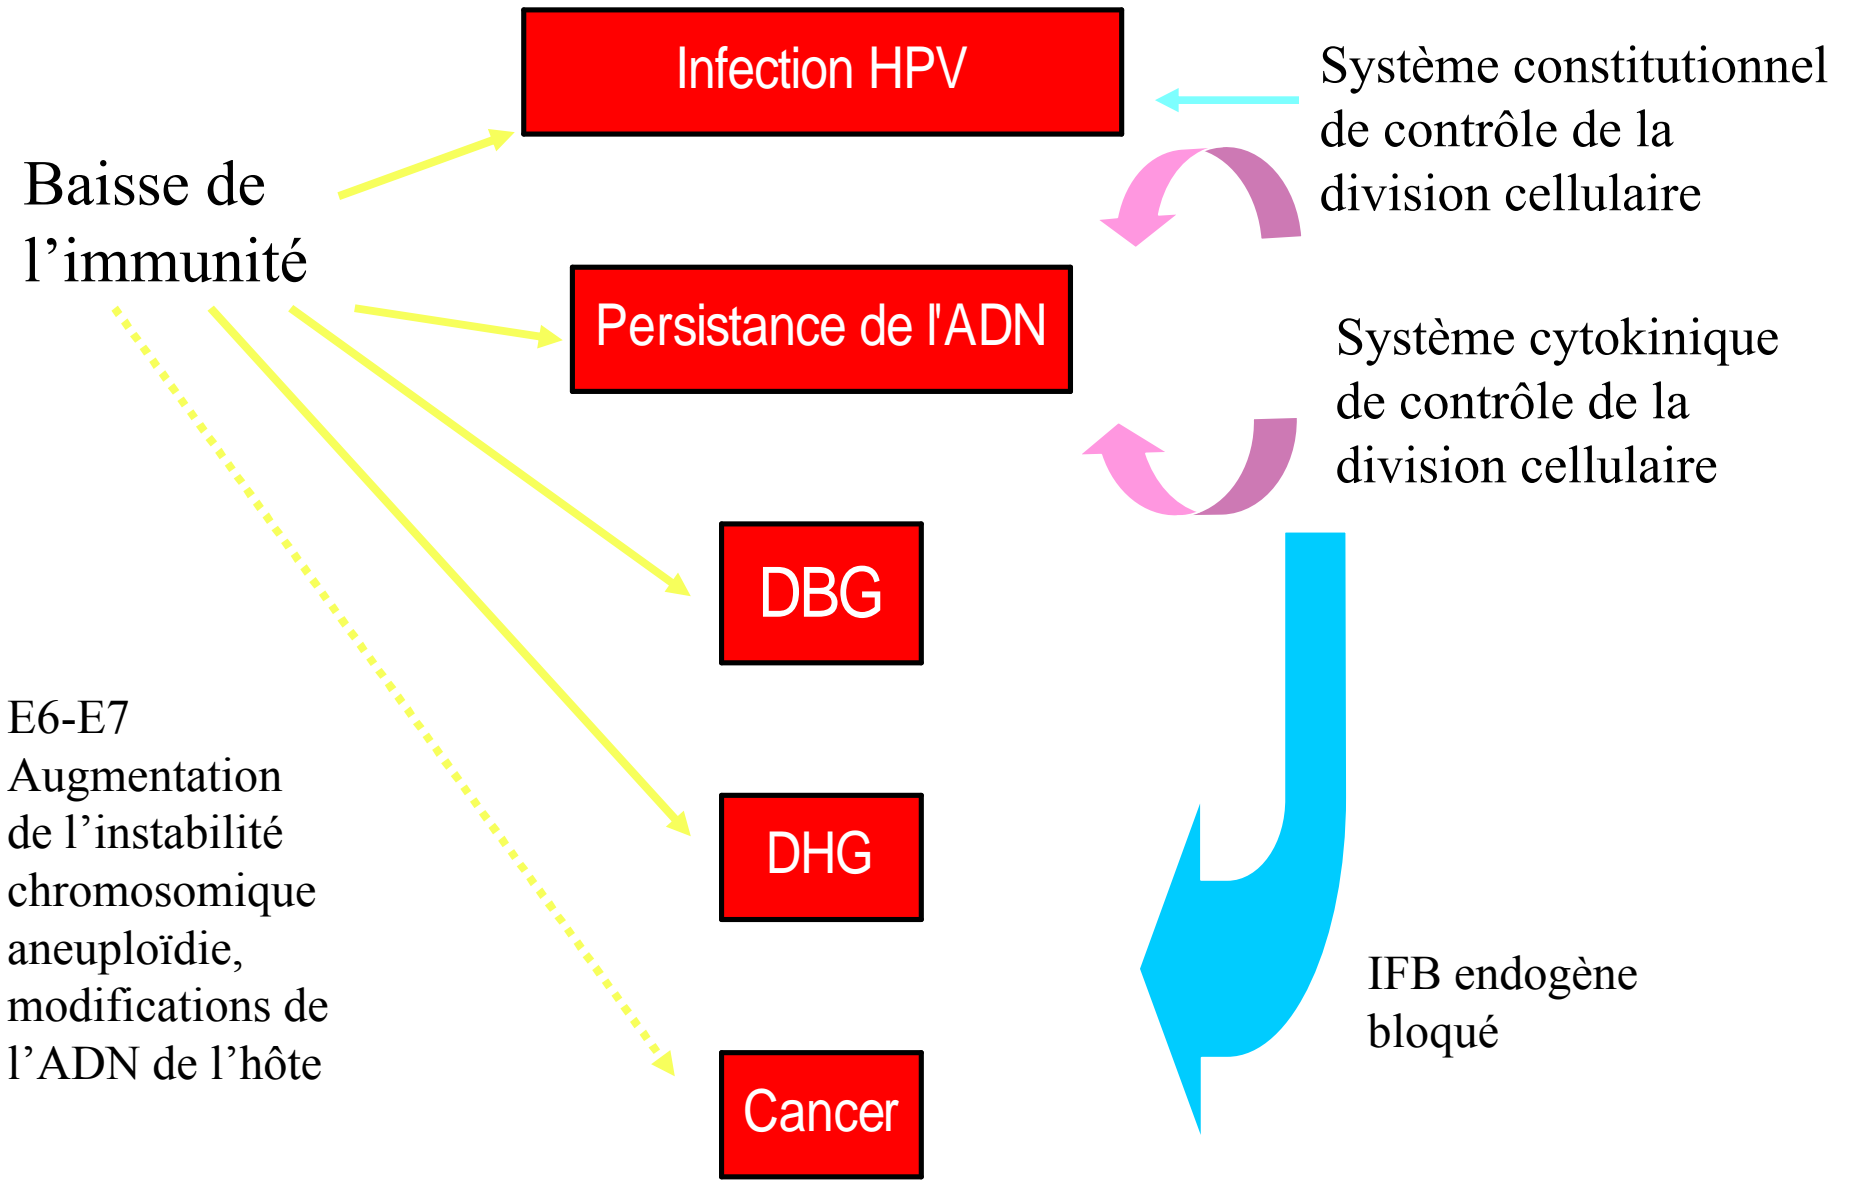 Infection HPV
Système constitutionnel
de contrôle de la
division cellulaire
Baisse de
l’immunité
Persistance de l'ADN
Système cytokinique
de contrôle de la
division cellulaire
DBG
E6-E7
Augmentation
de l’instabilité
chromosomique
aneuploïdie,
modifications de
l’ADN de l’hôte
DHG
IFB endogène
bloqué
Cancer